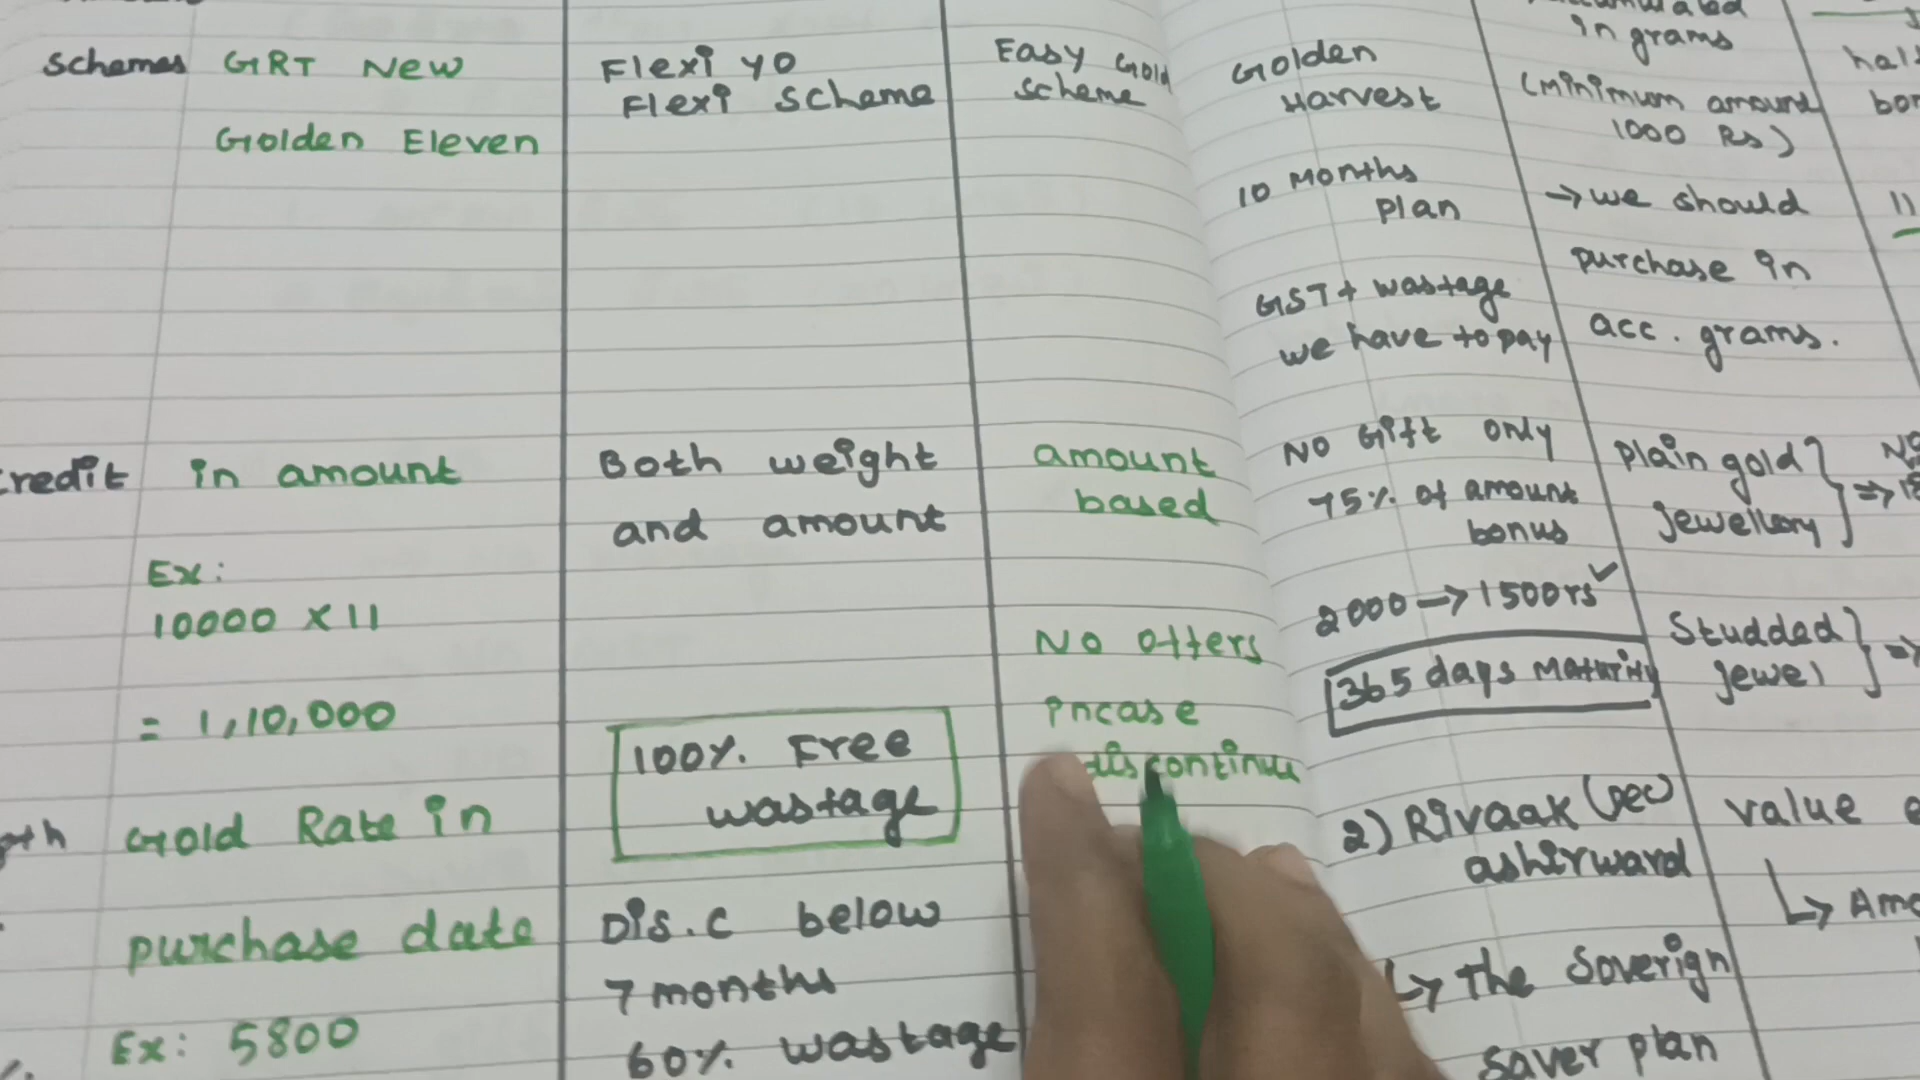 Schemes
GRT New
Golden Eleven
Credit
in amount
Ex:
10000 x 11
= 1,10,000
Gold Rate in
purchase date
Ex: 5800
Flexi yo
Flexi Scheme
Both weight
and amount
100% Free
wastage
Dis.c below
7 months
60% wastage
Easy Gold
Scheme
amount
based
No offers
incase
discontinue
Golden
Harvest
10 Months
plan
GST + wastage
we have to pay
NO Gift only
75% of amount
bonus
2000 → 1500rs ✓
365 days Maturity
2) Rivaah (per)
ashirward
↳ The Soverign
saver plan
in grams
(Minimum amount
1000 Rs)
→ we should
purchase in
acc. grams.
Plain gold } ⇒
Jewellery
Studded } ⇒
jewel
value
↳
11